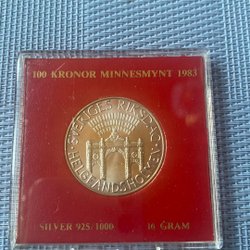 100 KRONOR MINNESMYNT 1983
SVERIGES RIKSDAG
HELGEANDSHOLMEN
SILVER 925/1000 16 GRAM